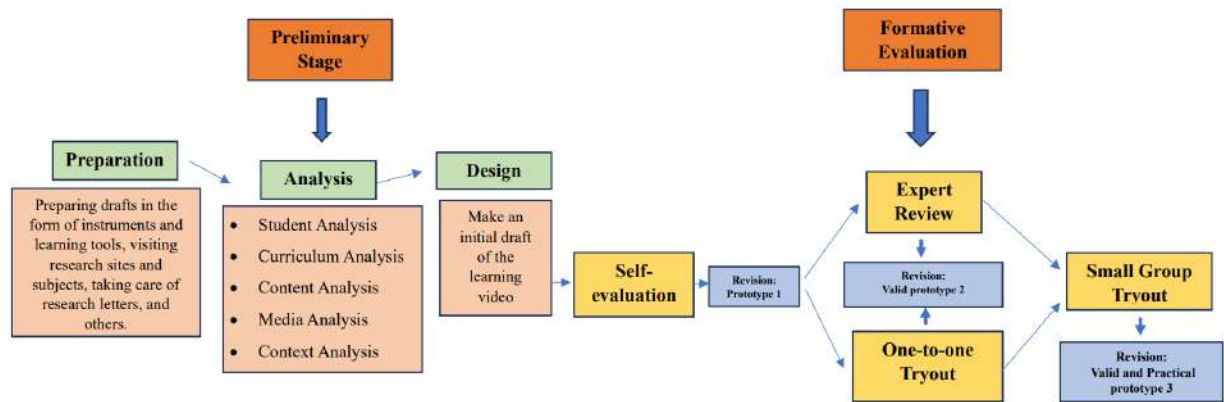 Preliminary
Stage
Formative
Evaluation
Preparation
Preparing drafts in the
form of instruments and
learning tools, visiting
research sites and
subjects, taking care of
research letters, and
others.
Analysis
• Student Analysis
• Curriculum Analysis
• Content Analysis
• Media Analysis
• Context Analysis
Design
Make an
initial draft
of the
learning
video
Self-
evaluation
Revision:
Prototype 1
Expert
Review
Revision:
Valid prototype 2
One-to-one
Tryout
Small Group
Tryout
Revision:
Valid and Practical
prototype 3